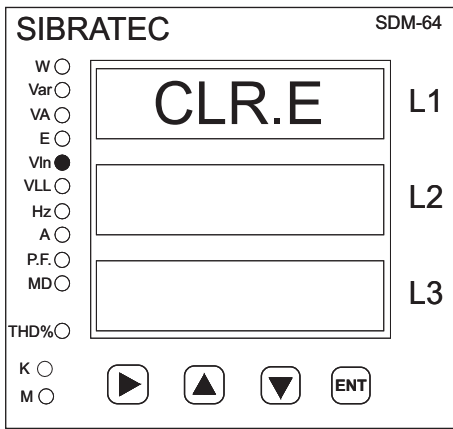 SIBRATEC
SDM-64
W
Var
VA
E
Vln
VLL
Hz
A
P.F.
MD
THD%
K
M
CLR.E
L1
L2
L3
ENT